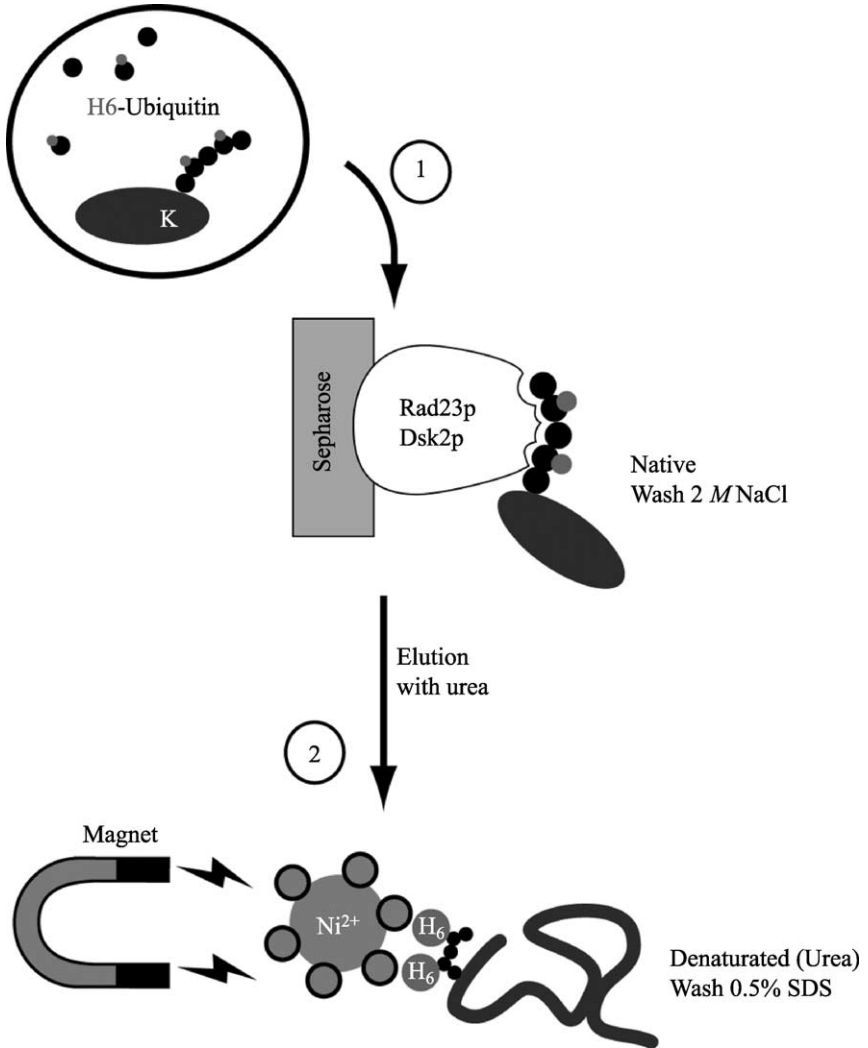 H6-Ubiquitin
K
1
Sepharose
Rad23p
Dsk2p
Native
Wash 2 M NaCl
Elution
with urea
2
Magnet
Ni²⁺
H₆
H₆
Denaturated (Urea)
Wash 0.5% SDS